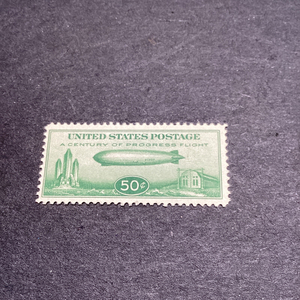 UNITED STATES POSTAGE
A CENTURY OF PROGRESS FLIGHT
50¢